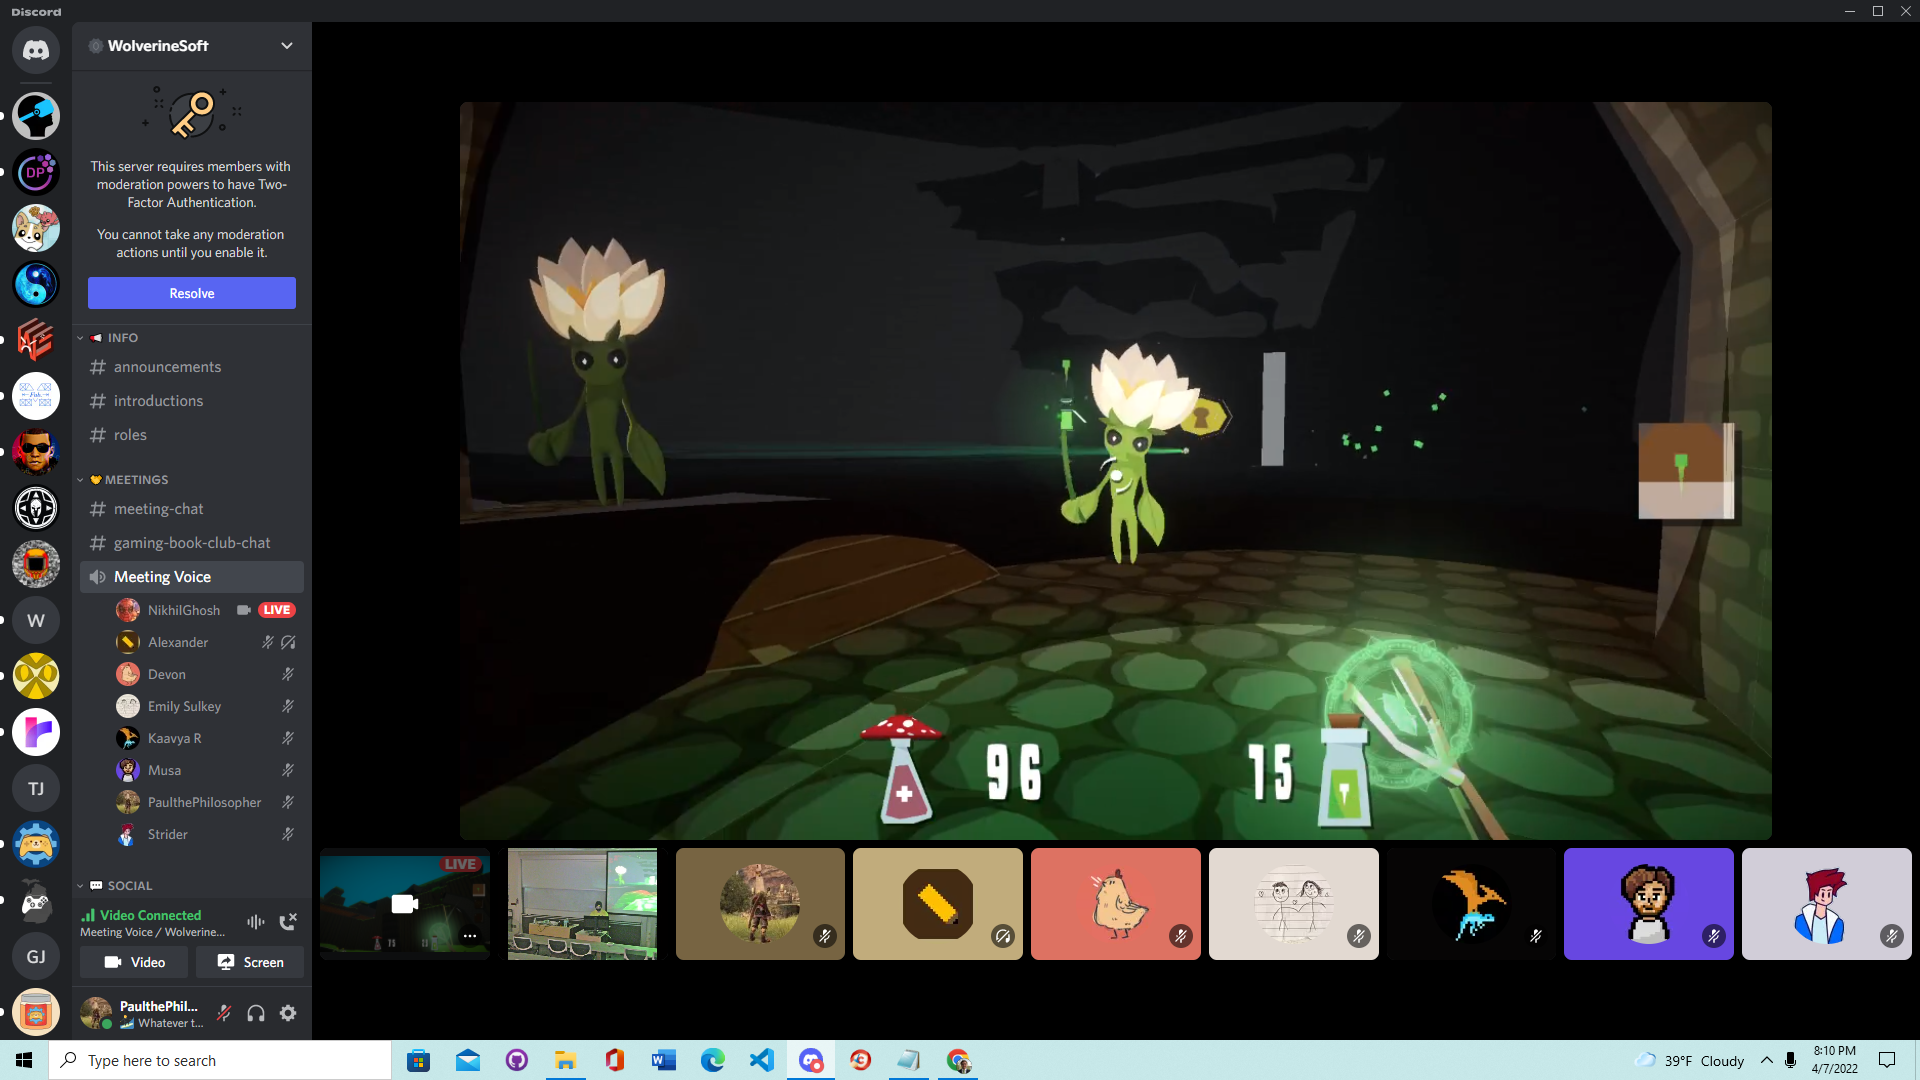 Discord
WolverineSoft
This server requires members with
moderation powers to have Two-
Factor Authentication.
You cannot take any moderation
actions until you enable it.
Resolve
INFO
announcements
introductions
roles
MEETINGS
meeting-chat
gaming-book-club-chat
Meeting Voice
NikhilGhosh LIVE
Alexander
Devon
Emily Sulkey
Kaavya R
Musa
PaulthePhilosopher
Strider
SOCIAL
Video Connected
Meeting Voice / Wolverine...
Video Screen
PaulthePhil...
Whatever t...
DP
W
TJ
GJ
96
15
LIVE
Type here to search
39°F Cloudy
8:10 PM
4/7/2022